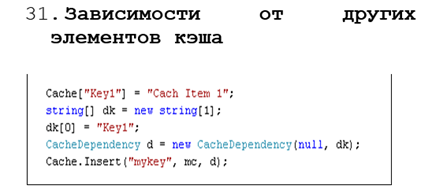 31. Зависимости от других
элементов кэша
Cache["Key1"] = "Cach Item 1";
string[] dk = new string[1];
dk[0] = "Key1";
CacheDependency d = new CacheDependency(null, dk);
Cache.Insert("mykey", mc, d);